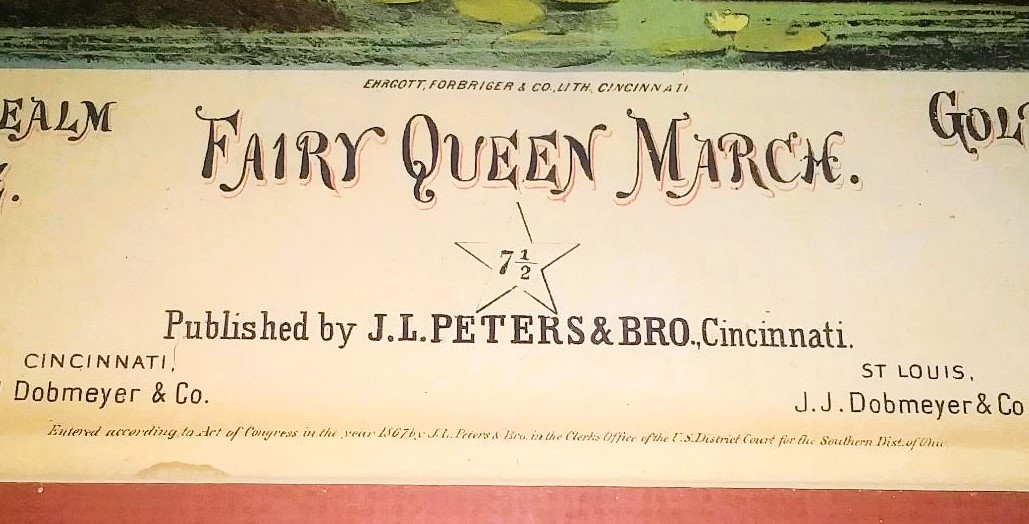 EHRGOTT, FORBRIGER & CO., LITH. CINCINNATI
EALM
FAIRY QUEEN MARCH.
GOL
7 1/2
Published by J.L. PETERS & BRO., Cincinnati.
CINCINNATI,
Dobmeyer & Co.
ST LOUIS,
J. J. Dobmeyer & Co
Entered according to Act of Congress in the year 1867 by J. L. Peters & Bro. in the Clerks Office of the U. S. District Court for the Southern Dist. of Ohio.